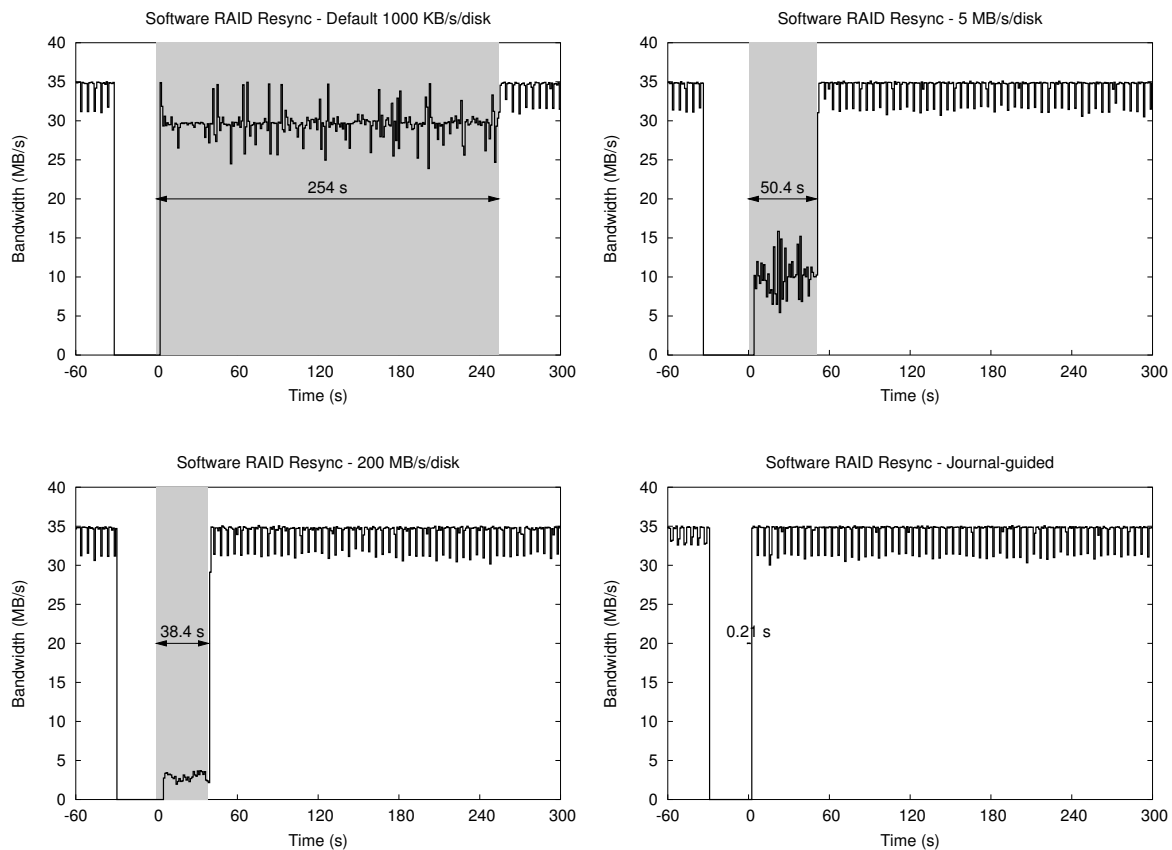 Software RAID Resync - Default 1000 KB/s/disk
Bandwidth (MB/s)
40
35
30
25
20
15
10
5
0
254 s
-60 0 60 120 180 240 300
Time (s)
Software RAID Resync - 5 MB/s/disk
Bandwidth (MB/s)
40
35
30
25
20
15
10
5
0
50.4 s
-60 0 60 120 180 240 300
Time (s)
Software RAID Resync - 200 MB/s/disk
Bandwidth (MB/s)
40
35
30
25
20
15
10
5
0
38.4 s
-60 0 60 120 180 240 300
Time (s)
Software RAID Resync - Journal-guided
Bandwidth (MB/s)
40
35
30
25
20
15
10
5
0
0.21 s
-60 0 60 120 180 240 300
Time (s)